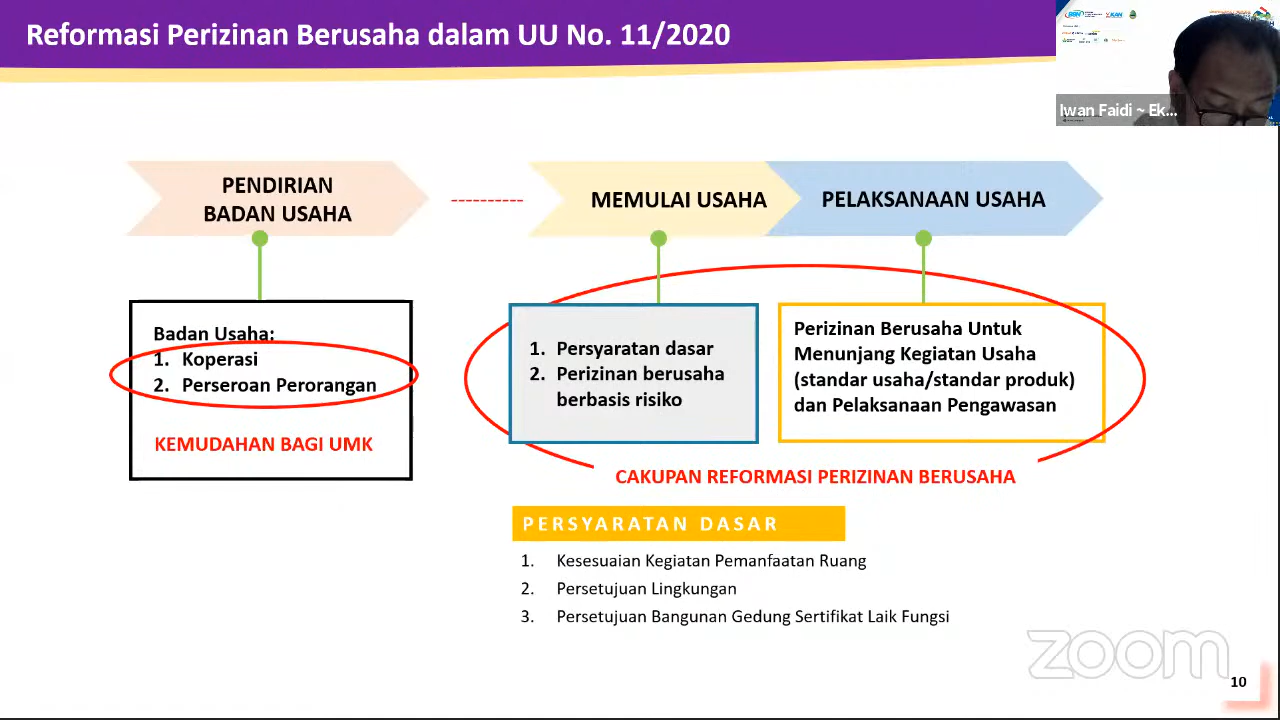 Reformasi Perizinan Berusaha dalam UU No. 11/2020
BSN
KAN
Iwan Faidi ~ Ek...
PENDIRIAN
BADAN USAHA
MEMULAI USAHA
PELAKSANAAN USAHA
Badan Usaha:
1. Koperasi
2. Perseroan Perorangan
KEMUDAHAN BAGI UMK
1. Persyaratan dasar
2. Perizinan berusaha
berbasis risiko
Perizinan Berusaha Untuk
Menunjang Kegiatan Usaha
(standar usaha/standar produk)
dan Pelaksanaan Pengawasan
CAKUPAN REFORMASI PERIZINAN BERUSAHA
PERSYARATAN DASAR
1. Kesesuaian Kegiatan Pemanfaatan Ruang
2. Persetujuan Lingkungan
3. Persetujuan Bangunan Gedung Sertifikat Laik Fungsi
zoom
10